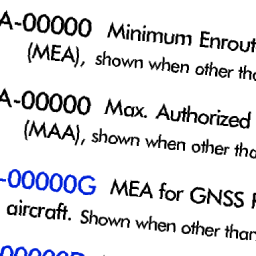 A-00000 Minimum Enrout
(MEA), shown when other tha
A-00000 Max. Authorized
(MAA), shown when other tha
-00000G MEA for GNSS
aircraft. Shown when other than